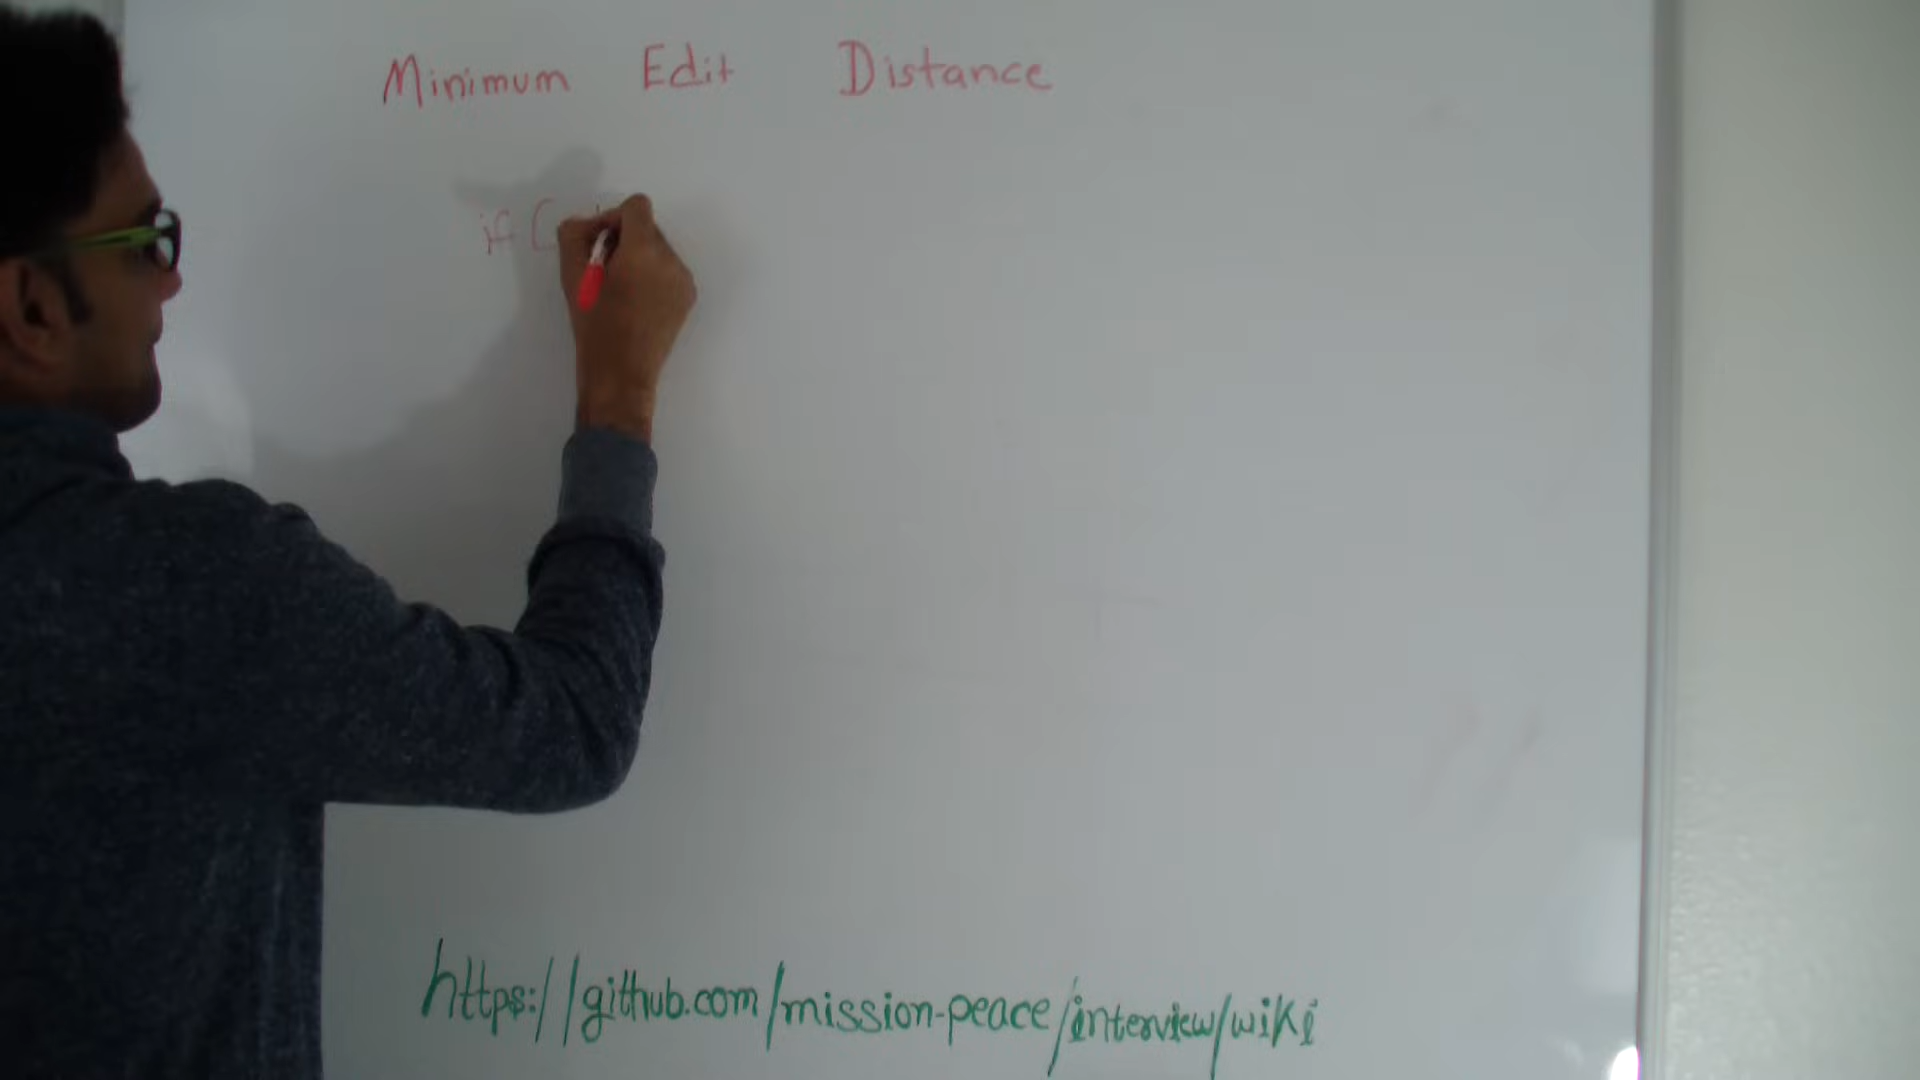 Minimum Edit Distance
if (
https://github.com/mission-peace/interview/wiki